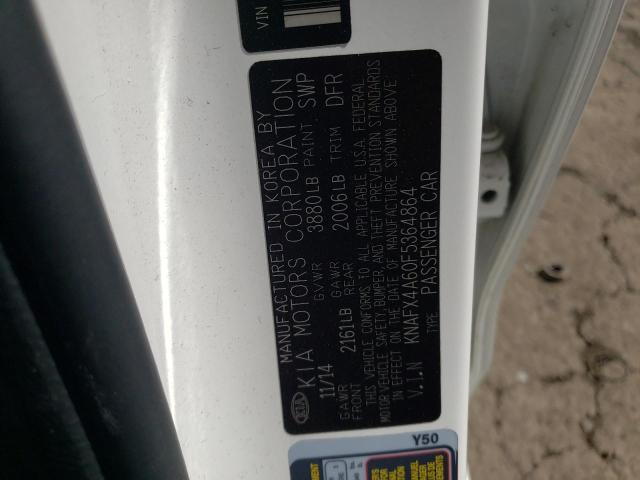 VIN
MANUFACTURED IN KOREA BY
KIA KIA MOTORS CORPORATION
11/14 GVWR 3880LB PAINT SWP
GAWR FRONT 2161LB GAWR REAR 2006LB TRIM DFR
THIS VEHICLE CONFORMS TO ALL APPLICABLE U.S.A FEDERAL
MOTOR VEHICLE SAFETY, BUMPER, AND THEFT PREVENTION STANDARDS
IN EFFECT ON THE DATE OF MANUFACTURE SHOWN ABOVE
V.I.N KNAFX4A60F5364864
TYPE PASSENGER CAR
Y50